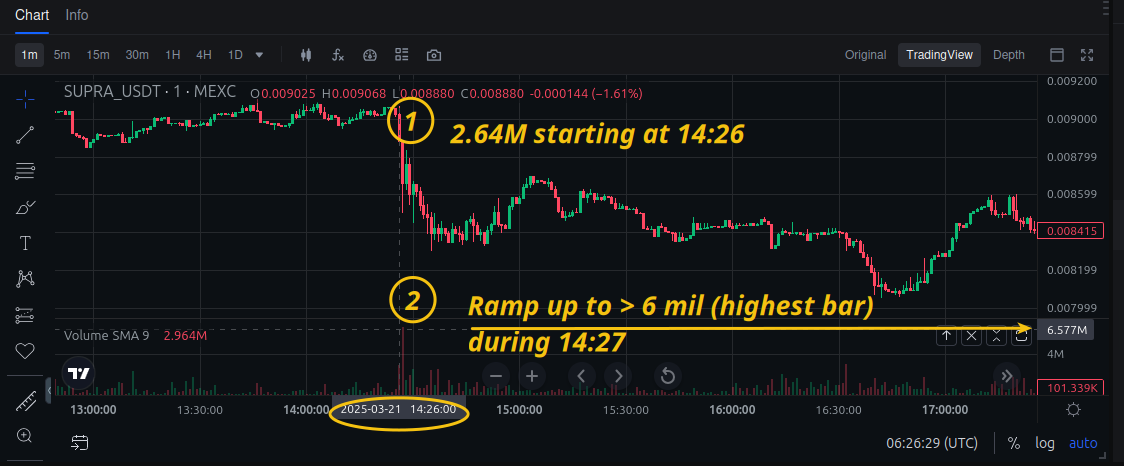 Chart Info
1m 5m 15m 30m 1H 4H 1D Original TradingView Depth
SUPRA_USDT · 1 · MEXC O0.009025 H0.009068 L0.008880 C0.008880 -0.000144 (−1.61%)
0.009200
1
2.64M starting at 14:26
0.009000
0.008799
0.008599
0.008415
0.008199
2
Ramp up to > 6 mil (highest bar)
0.007999
Volume SMA 9 2.964M
6.577M
during 14:27
4M
101.339K
13:00:00 13:30:00 14:00:00 2025-03-21 14:26:00 15:00:00 15:30:00 16:00:00 16:30:00 17:00:00
06:26:29 (UTC) % log auto